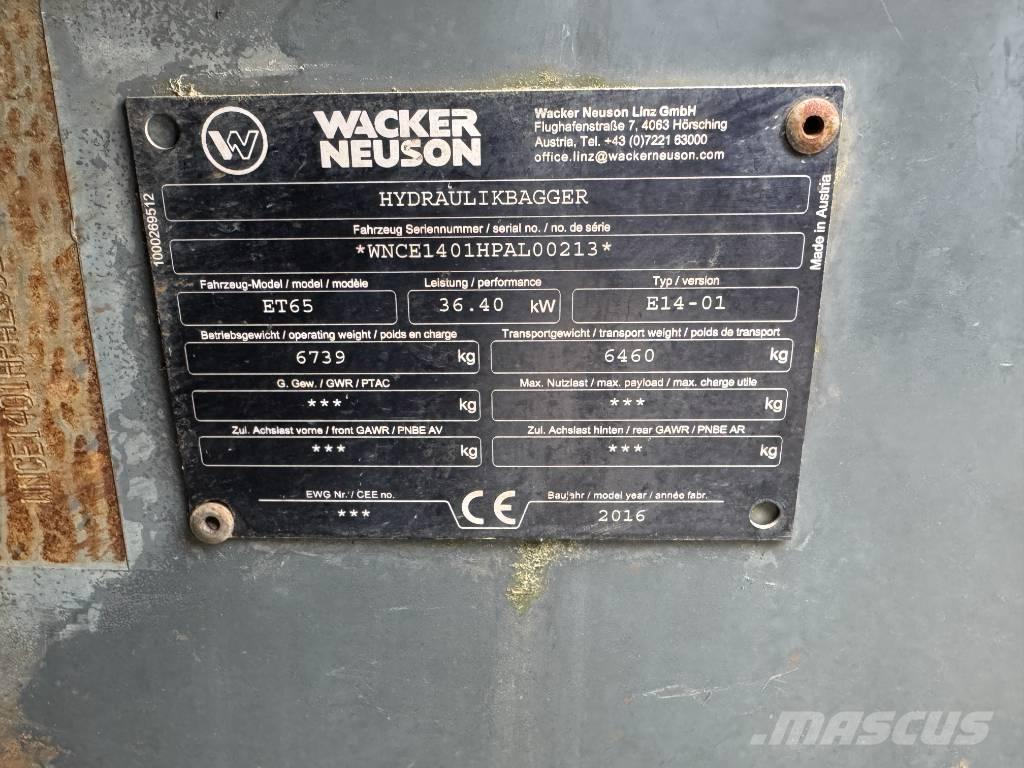 WACKER
NEUSON
Wacker Neuson Linz GmbH
Flughafenstraße 7, 4063 Hörsching
Austria, Tel. +43 (0)7221 63000
office.linz@wackerneuson.com
HYDRAULIKBAGGER
Fahrzeug Seriennummer / serial no. / no. de série
*WNCE1401HPAL00213*
Fahrzeug-Model / model / modèle
Leistung / performance
Typ / version
ET65
36.40 kW
E14-01
Betriebsgewicht / operating weight / poids en charge
Transportgewicht / transport weight / poids de transport
6739 kg
6460 kg
G. Gew. / GWR / PTAC
Max. Nutzlast / max. payload / max. charge utile
*** kg
*** kg
Zul. Achslast vorne / front GAWR / PNBE AV
Zul. Achslast hinten / rear GAWR / PNBE AR
*** kg
*** kg
EWG Nr. / CEE no.
***
CE
Baujahr / model year / année fabr.
2016
1000269512
Made in Austria
MASCUS